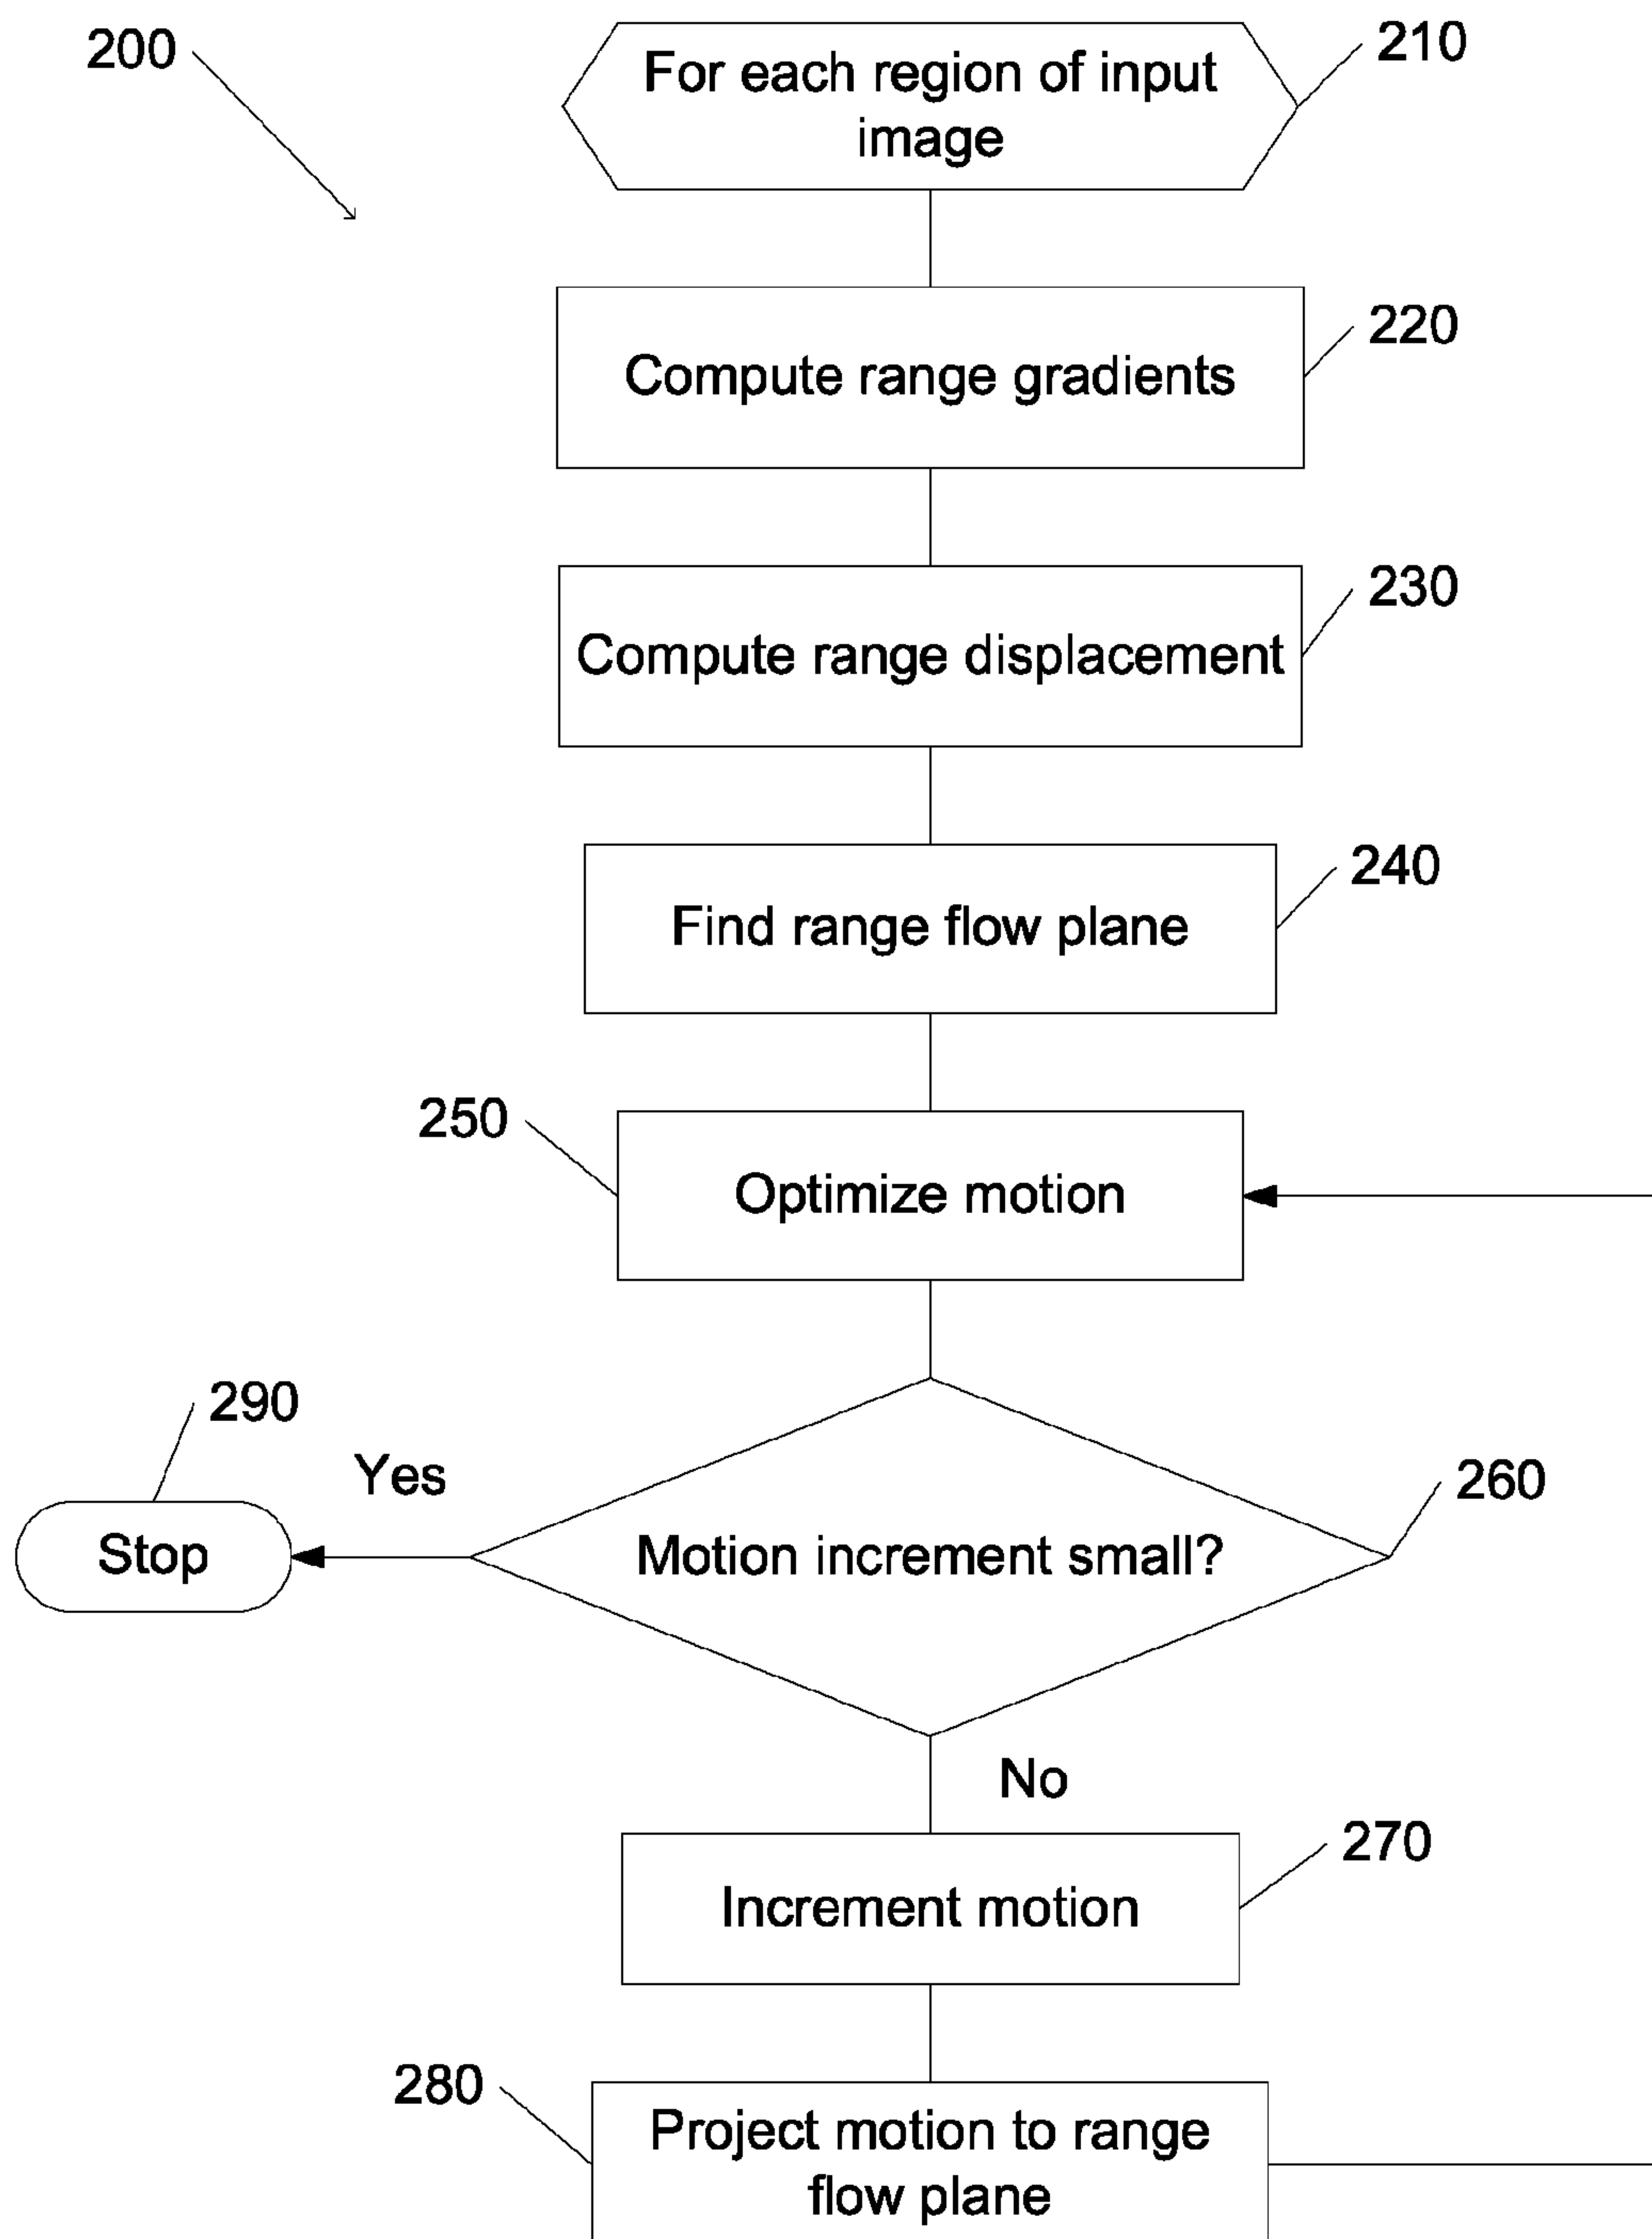 200
For each region of input
image
210
Compute range gradients
220
Compute range displacement
230
Find range flow plane
240
250
Optimize motion
290
Yes
Stop
Motion increment small?
260
No
Increment motion
270
280
Project motion to range
flow plane